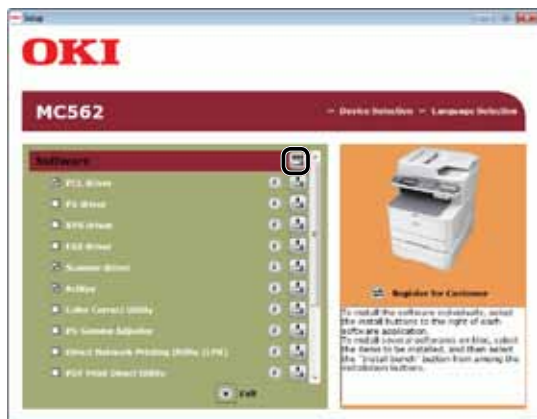 Setup
OKI
MC562
Device Selection
Language Selection
Software
PCL driver
PS driver
XPS driver
FAX driver
Scanner driver
ActKey
Color Correct Utility
PS Gamma Adjuster
Direct Network Printing Utility (LPR)
PDF Print Direct Utility
Exit
Register for Customer
To install the software individually, select
the install buttons to the right of each
software application.
To install several softwares en bloc, select
the items to be installed, and then select
the "install bunch" button from among the
installation buttons.